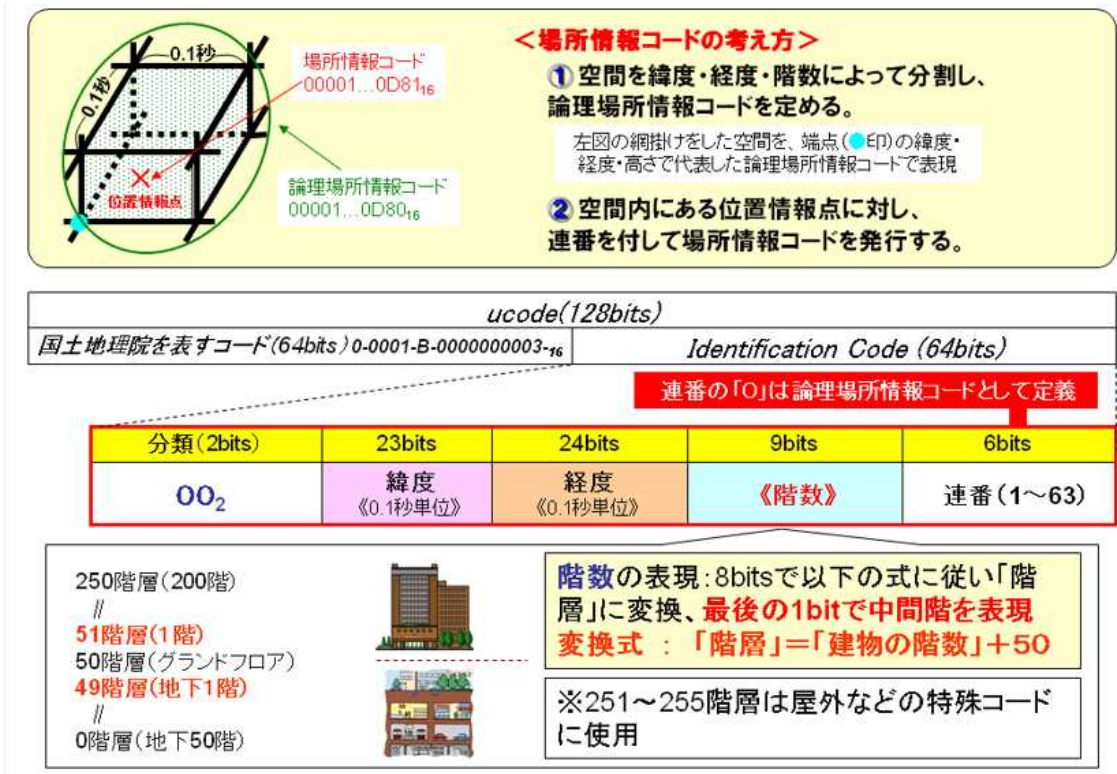 0.1秒
0.1秒
場所情報コード
00001...0D81₁₆
位置情報点
論理場所情報コード
00001...0D80₁₆
<場所情報コードの考え方>
① 空間を緯度・経度・階数によって分割し、
論理場所情報コードを定める。
左図の網掛けをした空間を、端点(●印)の緯度・
経度・高さで代表した論理場所情報コードで表現
② 空間内にある位置情報点に対し、
連番を付して場所情報コードを発行する。
ucode(128bits)
国土地理院を表すコード(64bits)0-0001-B-0000000003-₁₆
Identification Code (64bits)
連番の「0」は論理場所情報コードとして定義
分類(2bits) 23bits 24bits 9bits 6bits
00₂ 緯度 経度 《階数》 連番(1~63)
《0.1秒単位》 《0.1秒単位》
250階層(200階)
〃
51階層(1階)
50階層(グランドフロア)
49階層(地下1階)
〃
0階層(地下50階)
階数の表現:8bitsで以下の式に従い「階
層」に変換、最後の1bitで中間階を表現
変換式 : 「階層」=「建物の階数」+50
※251~255階層は屋外などの特殊コード
に使用